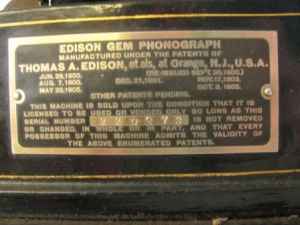 EDISON GEM PHONOGRAPH
MANUFACTURED UNDER THE PATENTS OF
THOMAS A. EDISON, et als, at Orange, N.J., U.S.A.
OTHER PATENTS PENDING.
THIS MACHINE IS SOLD UPON THE CONDITION THAT IT IS
LICENSED TO BE USED OR VENDED ONLY SO LONG AS THIS
SERIAL NUMBER IS NOT REMOVED
OR CHANGED, IN WHOLE OR IN PART, AND THAT EVERY
POSSESSOR OF THIS MACHINE ADMITS THE VALIDITY OF
THE ABOVE ENUMERATED PATENTS.